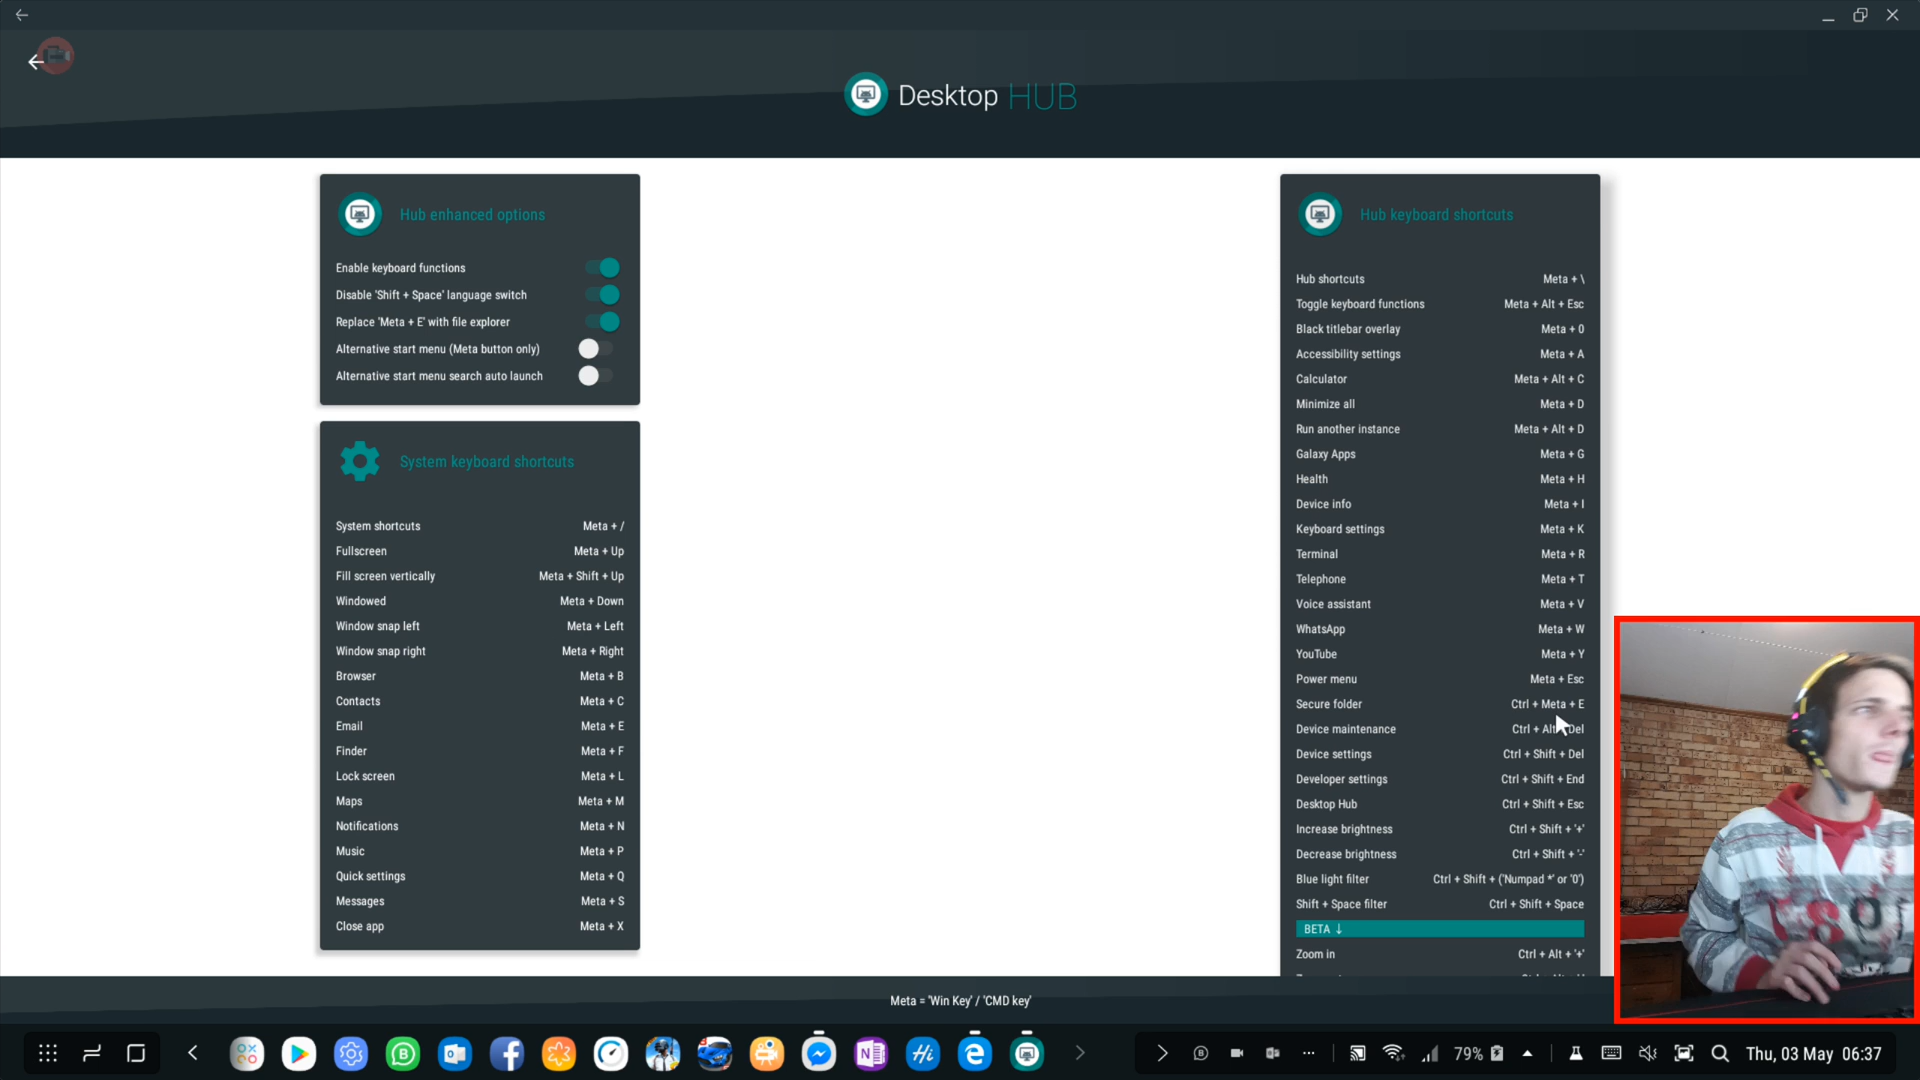 Desktop HUB
Hub enhanced options
Enable keyboard functions
Disable 'Shift + Space' language switch
Replace 'Meta + E' with file explorer
Alternative start menu (Meta button only)
Alternative start menu search auto launch
System keyboard shortcuts
System shortcuts Meta + /
Fullscreen Meta + Up
Fill screen vertically Meta + Shift + Up
Windowed Meta + Down
Window snap left Meta + Left
Window snap right Meta + Right
Browser Meta + B
Contacts Meta + C
Email Meta + E
Finder Meta + F
Lock screen Meta + L
Maps Meta + M
Notifications Meta + N
Music Meta + P
Quick settings Meta + Q
Messages Meta + S
Close app Meta + X
Hub keyboard shortcuts
Hub shortcuts Meta + \
Toggle keyboard functions Meta + Alt + Esc
Black titlebar overlay Meta + 0
Accessibility settings Meta + A
Calculator Meta + Alt + C
Minimize all Meta + D
Run another instance Meta + Alt + D
Galaxy Apps Meta + G
Health Meta + H
Device info Meta + I
Keyboard settings Meta + K
Terminal Meta + R
Telephone Meta + T
Voice assistant Meta + V
WhatsApp Meta + W
YouTube Meta + Y
Power menu Meta + Esc
Secure folder Ctrl + Meta + E
Device maintenance Ctrl + Alt Del
Device settings Ctrl + Shift + Del
Developer settings Ctrl + Shift + End
Desktop Hub Ctrl + Shift + Esc
Increase brightness Ctrl + Shift + '+'
Decrease brightness Ctrl + Shift + '-'
Blue light filter Ctrl + Shift + ('Numpad *' or '0')
Shift + Space filter Ctrl + Shift + Space
BETA ↓
Zoom in Ctrl + Alt + '+'
Meta = 'Win Key' / 'CMD key'
79% Thu, 03 May 06:37